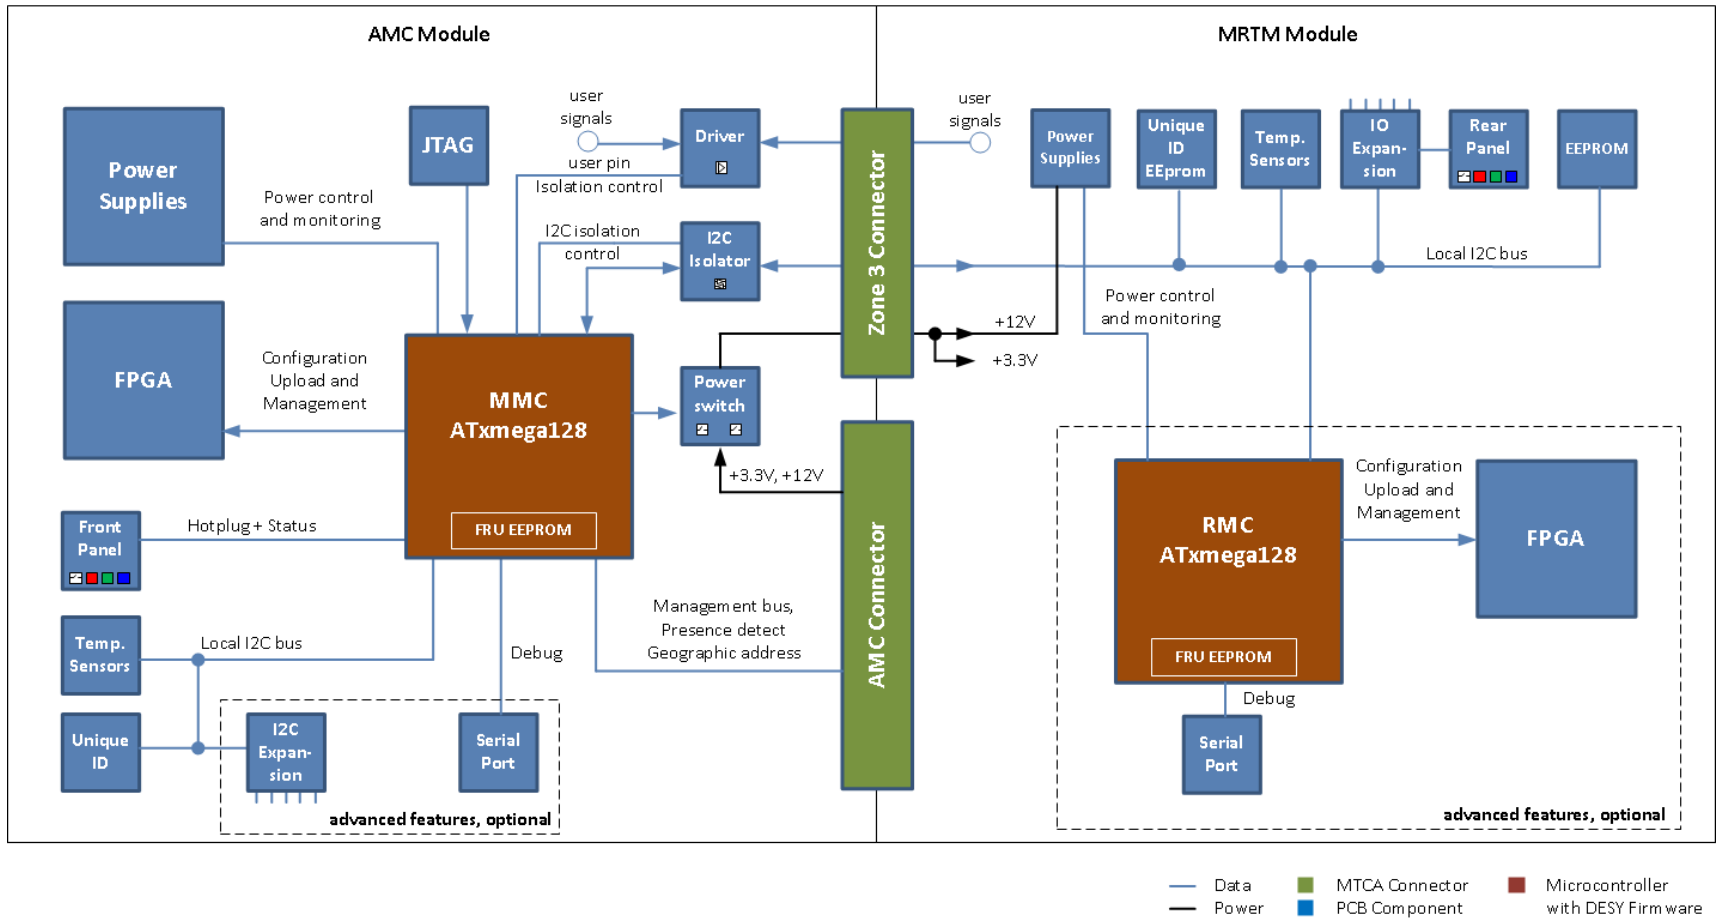 AMC Module
MRTM Module
Power
Supplies
JTAG
user
signals
Driver
user pin
Isolation control
Power control
and monitoring
I2C isolation
control
I2C
Isolator
Zone 3 Connector
user
signals
Power
Supplies
Unique
ID
EEprom
Temp.
Sensors
IO
Expan-
sion
Rear
Panel
EEPROM
Local I2C bus
Power control
and monitoring
+12V
+3.3V
FPGA
Configuration
Upload and
Management
MMC
ATxmega128
FRU EEPROM
Power
switch
+3.3V, +12V
AMC Connector
Front
Panel
Hotplug + Status
Management bus,
Presence detect
Geographic address
Temp.
Sensors
Local I2C bus
Debug
Unique
ID
I2C
Expan-
sion
Serial
Port
advanced features, optional
RMC
ATxmega128
FRU EEPROM
Configuration
Upload and
Management
FPGA
Debug
Serial
Port
advanced features, optional
Data
Power
MTCA Connector
PCB Component
Microcontroller
with DESY Firmware